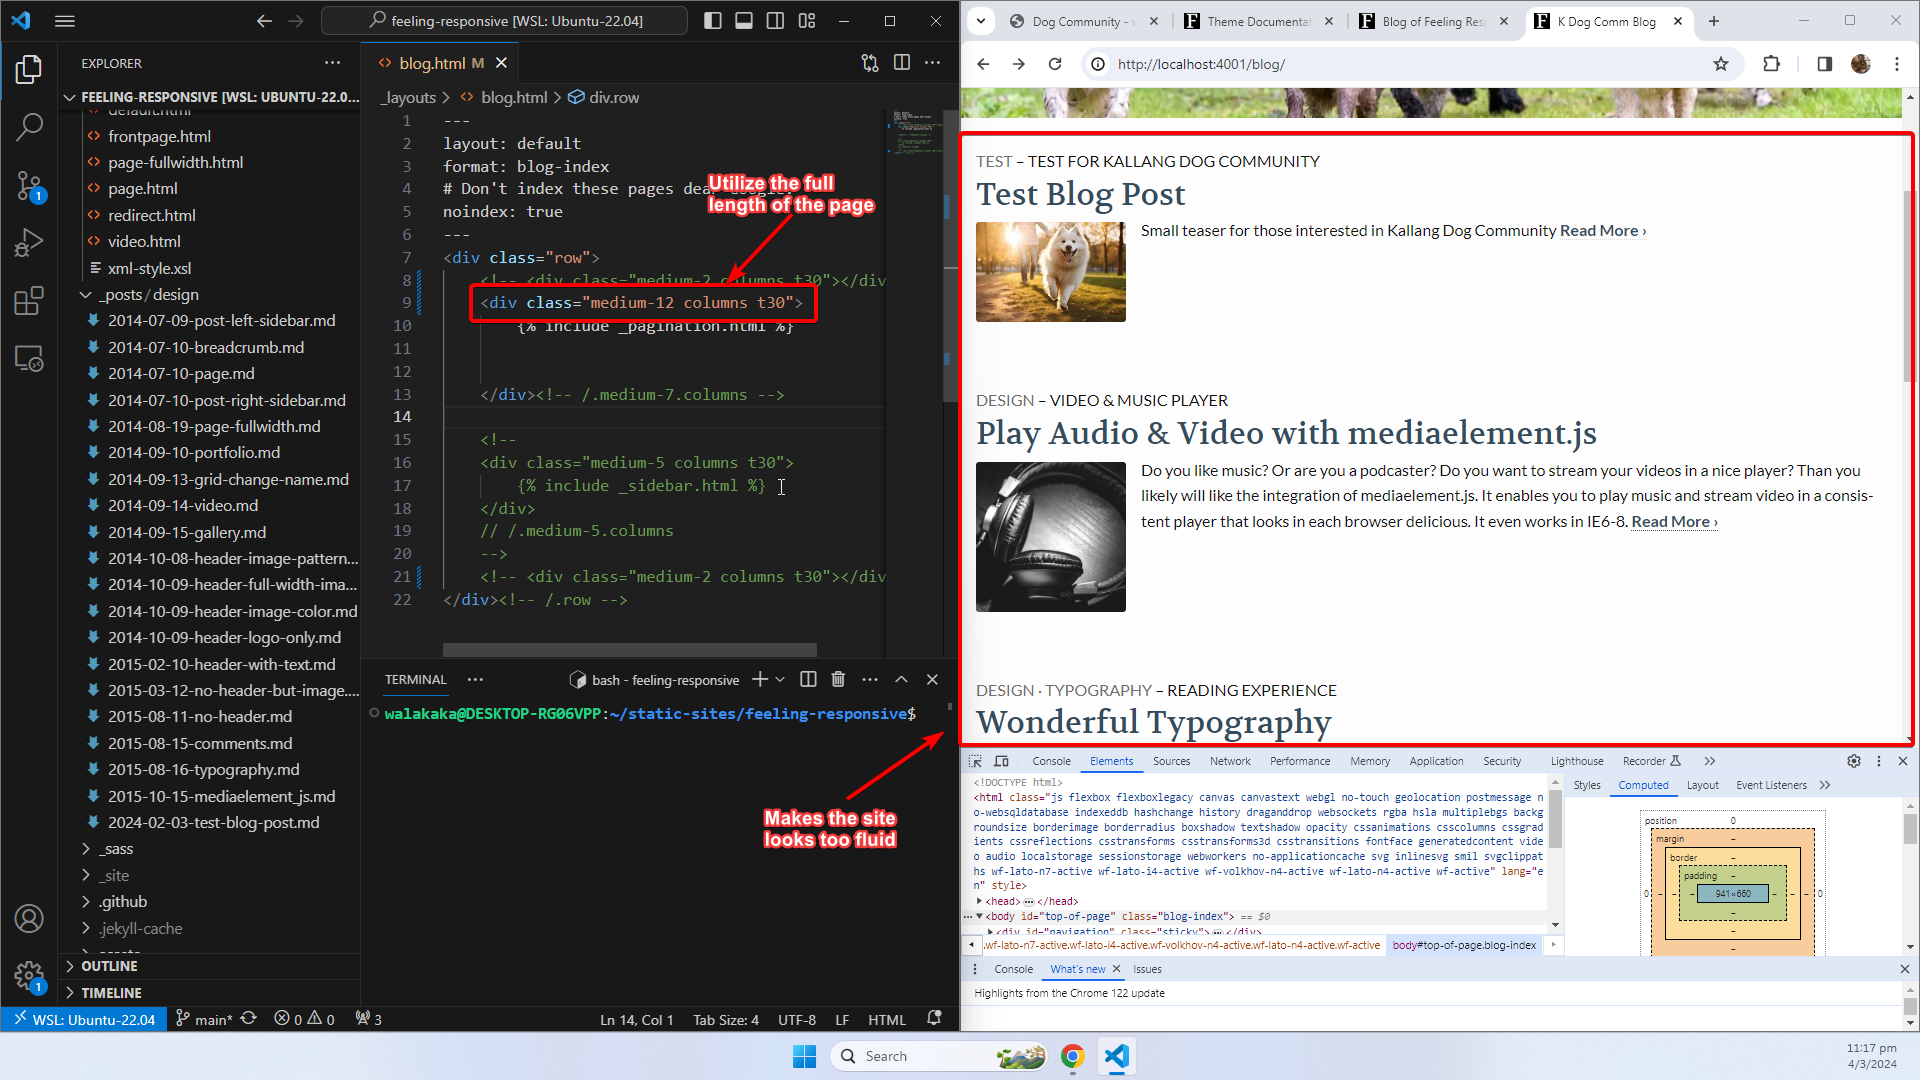 feeling-responsive [WSL: Ubuntu-22.04]
EXPLORER
FEELING-RESPONSIVE [WSL: UBUNTU-22.0...
default.html
frontpage.html
page-fullwidth.html
page.html
redirect.html
video.html
xml-style.xsl
_posts/design
2014-07-09-post-left-sidebar.md
2014-07-10-breadcrumb.md
2014-07-10-page.md
2014-07-10-post-right-sidebar.md
2014-08-19-page-fullwidth.md
2014-09-10-portfolio.md
2014-09-13-grid-change-name.md
2014-09-14-video.md
2014-09-15-gallery.md
2014-10-08-header-image-pattern...
2014-10-09-header-full-width-ima...
2014-10-09-header-image-color.md
2014-10-09-header-logo-only.md
2015-02-10-header-with-text.md
2015-03-12-no-header-but-image....
2015-08-11-no-header.md
2015-08-15-comments.md
2015-08-16-typography.md
2015-10-15-mediaelement_js.md
2024-02-03-test-blog-post.md
_sass
_site
.github
.jekyll-cache
OUTLINE
TIMELINE
1
1
blog.html M
_layouts > blog.html > div.row
1 ---
2 layout: default
3 format: blog-index
4 # Don't index these pages dear
5 noindex: true
6 ---
7 <div class="row">
8 <!-- <div class="medium-2 columns t30"></div
9 <div class="medium-12 columns t30">
10 {% include _pagination.html %}
11
12
13 </div><!-- /.medium-7.columns -->
14
15 <!--
16 <div class="medium-5 columns t30">
17 {% include _sidebar.html %}
18 </div>
19 // /.medium-5.columns
20 -->
21 <!-- <div class="medium-2 columns t30"></div
22 </div><!-- /.row -->
Utilize the full
length of the page
TERMINAL
bash - feeling-responsive
walakaka@DESKTOP-RG06VPP:~/static-sites/feeling-responsive$
Makes the site
looks too fluid
WSL: Ubuntu-22.04 main* 0 0 3 Ln 14, Col 1 Tab Size: 4 UTF-8 LF HTML
Dog Community - w
Theme Documentat
Blog of Feeling Res
K Dog Comm Blog
http://localhost:4001/blog/
TEST – TEST FOR KALLANG DOG COMMUNITY
Test Blog Post
Small teaser for those interested in Kallang Dog Community Read More ›
DESIGN – VIDEO & MUSIC PLAYER
Play Audio & Video with mediaelement.js
Do you like music? Or are you a podcaster? Do you want to stream your videos in a nice player? Than you
likely will like the integration of mediaelement.js. It enables you to play music and stream video in a consis-
tent player that looks in each browser delicious. It even works in IE6-8. Read More ›
DESIGN · TYPOGRAPHY – READING EXPERIENCE
Wonderful Typography
Console Elements Sources Network Performance Memory Application Security Lighthouse Recorder
<!DOCTYPE html>
<html class="js flexbox flexboxlegacy canvas canvastext webgl no-touch geolocation postmessage no
o-websqldatabase indexeddb hashchange history draganddrop websockets rgba hsla multiplebgs backg
roundsize borderimage borderradius boxshadow textshadow opacity cssanimations csscolumns cssgrad
ients cssreflections csstransforms csstransforms3d csstransitions fontface generatedcontent vide
o audio localstorage sessionstorage webworkers no-applicationcache svg inlinesvg smil svgclippat
hs wf-lato-n7-active wf-lato-i4-active wf-volkhov-n4-active wf-lato-n4-active wf-active" lang="e
n" style>
<head> </head>
<body id="top-of-page" class="blog-index"> == $0
<div id="navigation" class="sticky"> </div>
.wf-lato-n7-active.wf-lato-i4-active.wf-volkhov-n4-active.wf-lato-n4-active.wf-active body#top-of-page.blog-index
Styles Computed Layout Event Listeners
position 0
margin –
border –
padding –
0 – – – 941×660 – – – 0
–
–
–
Console What's new Issues
Highlights from the Chrome 122 update
Search
11:17 pm
4/3/2024